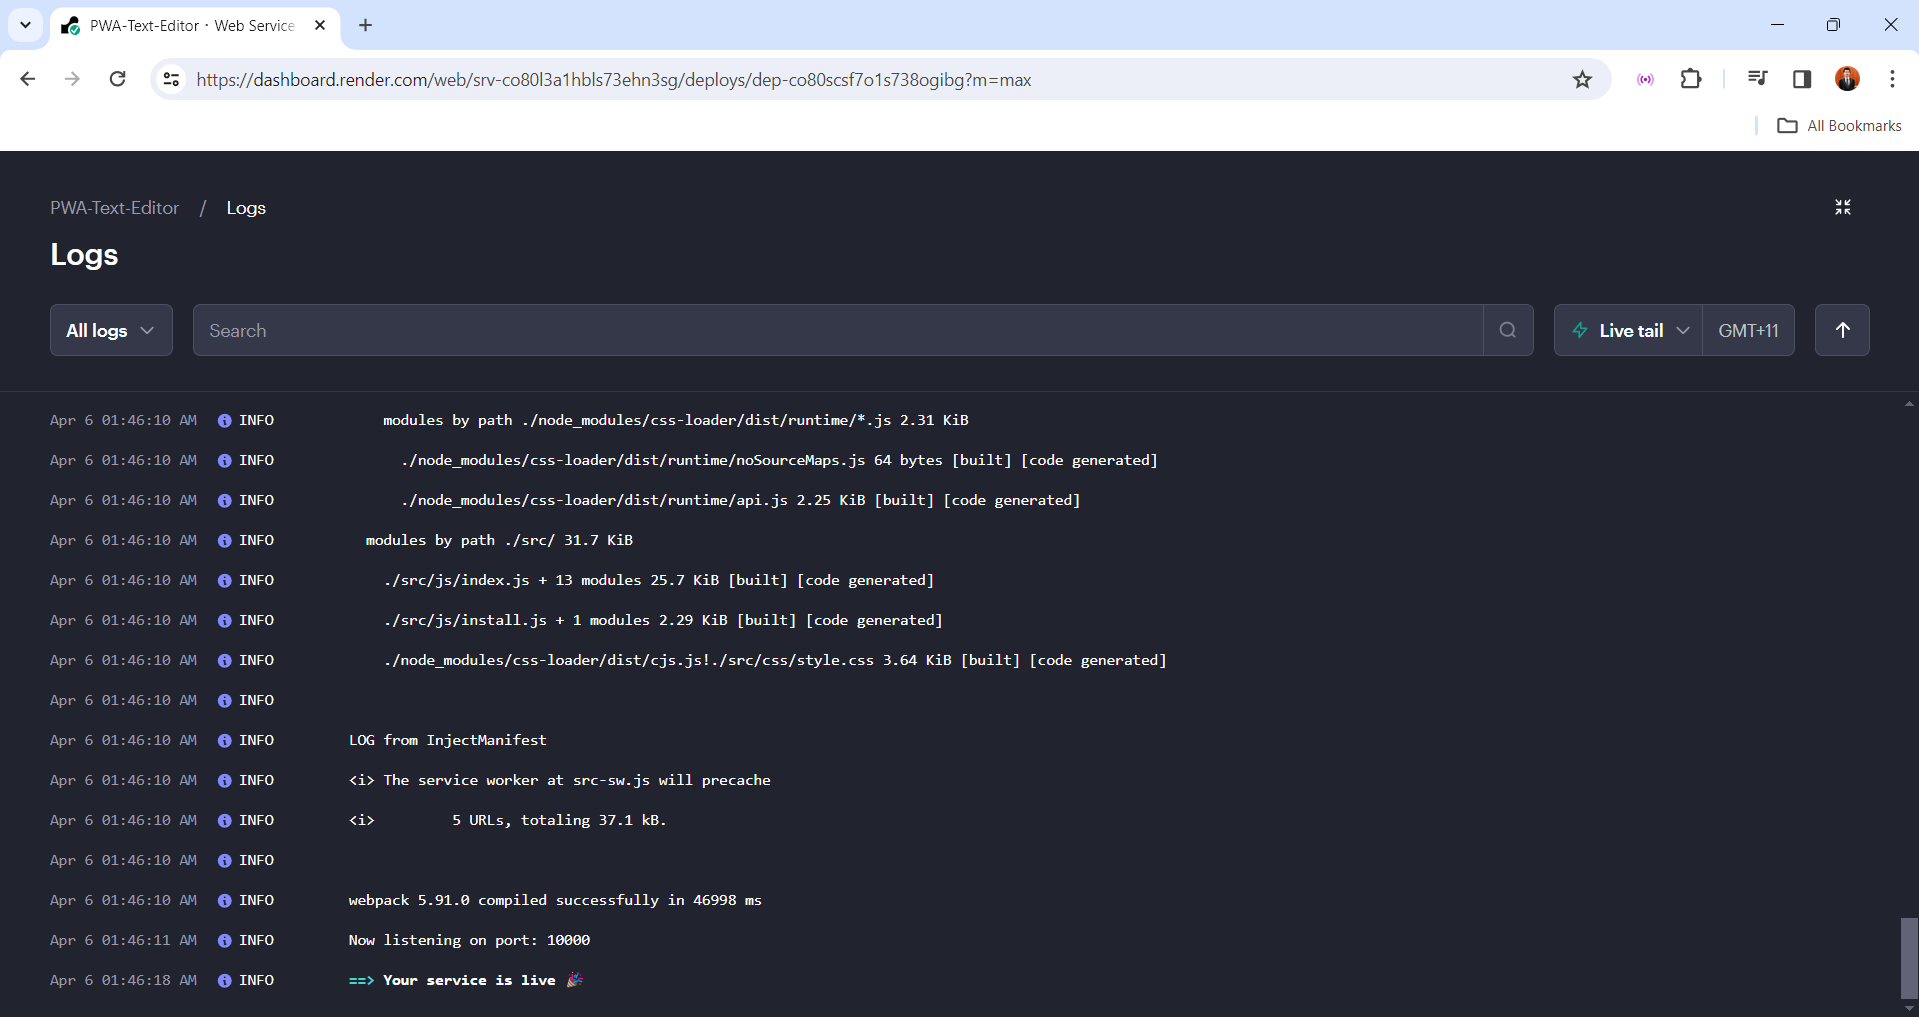 PWA-Text-Editor · Web Service
https://dashboard.render.com/web/srv-co80l3a1hbls73ehn3sg/deploys/dep-co80scsf7o1s738ogibg?m=max
All Bookmarks
PWA-Text-Editor / Logs
Logs
All logs
Search
Live tail
GMT+11
Apr 6 01:46:10 AM INFO modules by path ./node_modules/css-loader/dist/runtime/*.js 2.31 KiB
Apr 6 01:46:10 AM INFO ./node_modules/css-loader/dist/runtime/noSourceMaps.js 64 bytes [built] [code generated]
Apr 6 01:46:10 AM INFO ./node_modules/css-loader/dist/runtime/api.js 2.25 KiB [built] [code generated]
Apr 6 01:46:10 AM INFO modules by path ./src/ 31.7 KiB
Apr 6 01:46:10 AM INFO ./src/js/index.js + 13 modules 25.7 KiB [built] [code generated]
Apr 6 01:46:10 AM INFO ./src/js/install.js + 1 modules 2.29 KiB [built] [code generated]
Apr 6 01:46:10 AM INFO ./node_modules/css-loader/dist/cjs.js!./src/css/style.css 3.64 KiB [built] [code generated]
Apr 6 01:46:10 AM INFO
Apr 6 01:46:10 AM INFO LOG from InjectManifest
Apr 6 01:46:10 AM INFO <i> The service worker at src-sw.js will precache
Apr 6 01:46:10 AM INFO <i> 5 URLs, totaling 37.1 kB.
Apr 6 01:46:10 AM INFO
Apr 6 01:46:10 AM INFO webpack 5.91.0 compiled successfully in 46998 ms
Apr 6 01:46:11 AM INFO Now listening on port: 10000
Apr 6 01:46:18 AM INFO ==> Your service is live 🎉